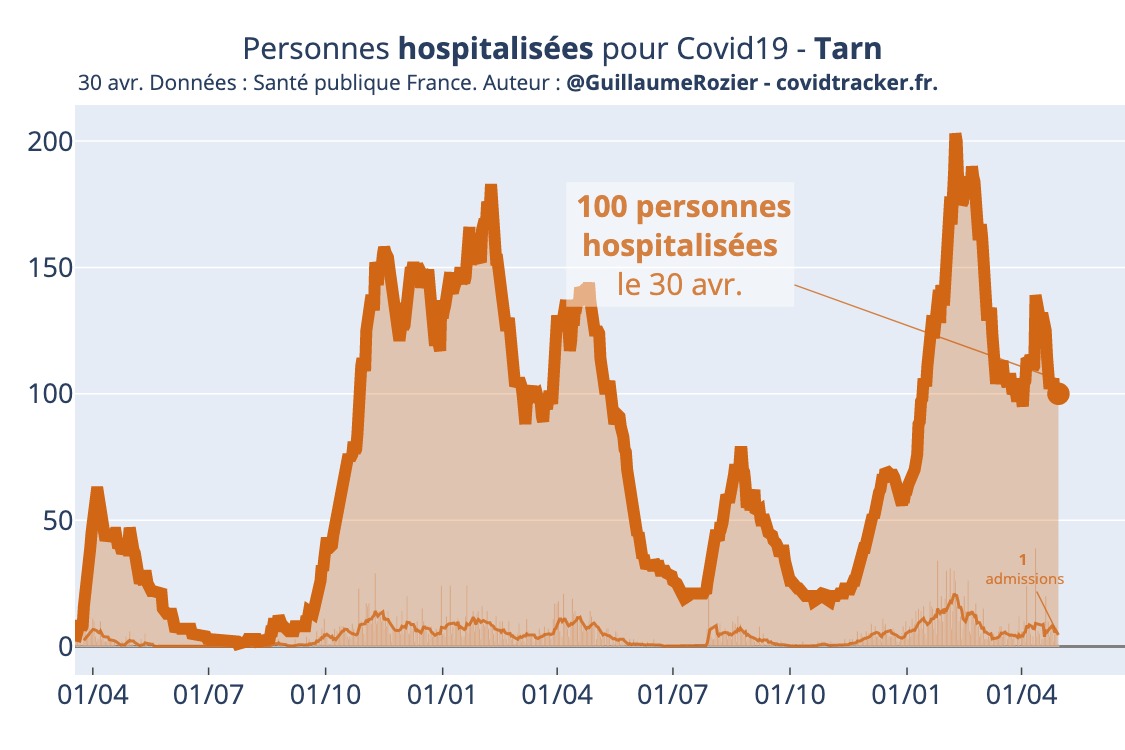 Personnes hospitalisées pour Covid19 - Tarn
30 avr. Données : Santé publique France. Auteur : @GuillaumeRozier - covidtracker.fr.
200
150
100
50
0
100 personnes
hospitalisées
le 30 avr.
1
admissions
01/04 01/07 01/10 01/01 01/04 01/07 01/10 01/01 01/04